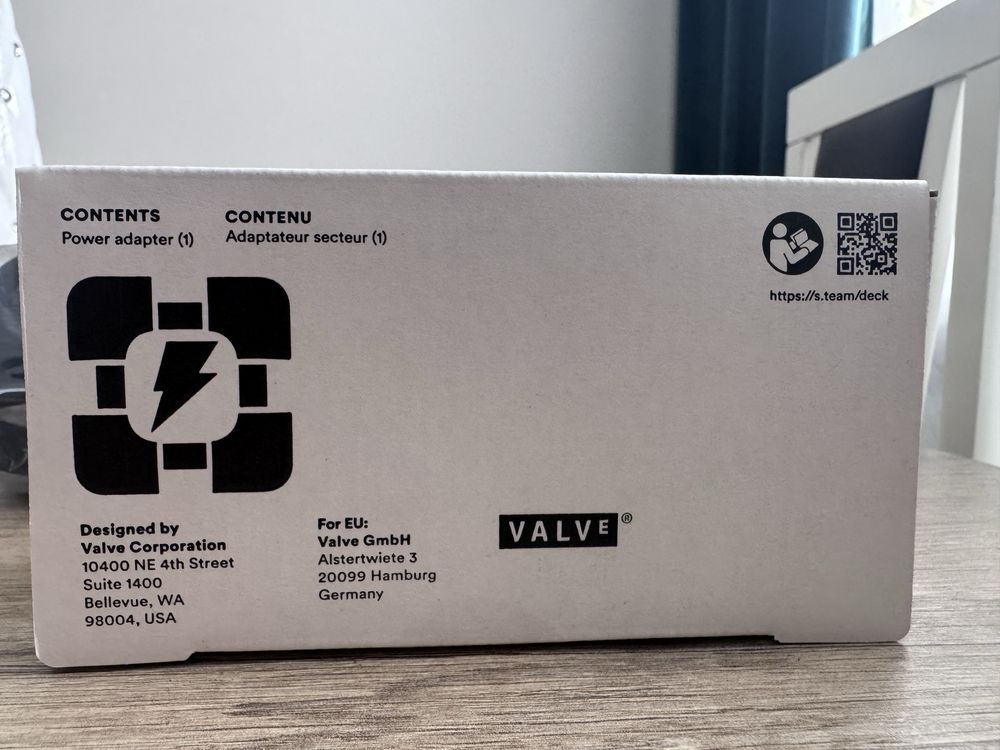 CONTENTS
Power adapter (1)
CONTENU
Adaptateur secteur (1)
https://s.team/deck
Designed by
Valve Corporation
10400 NE 4th Street
Suite 1400
Bellevue, WA
98004, USA
For EU:
Valve GmbH
Alstertwiete 3
20099 Hamburg
Germany
VALVE®